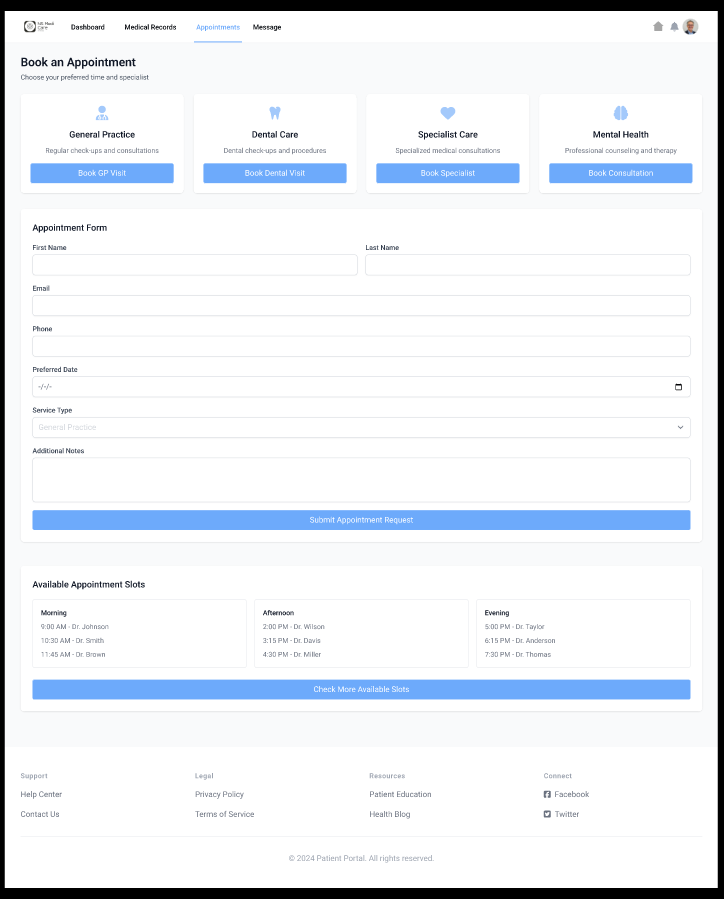 Care
Dashboard
Medical Records
Appointments
Message
Book an Appointment
Choose your preferred time and specialist
General Practice
Regular check-ups and consultations
Book GP Visit
Dental Care
Dental check-ups and procedures
Book Dental Visit
Specialist Care
Specialized medical consultations
Book Specialist
Mental Health
Professional counseling and therapy
Book Consultation
Appointment Form
First Name
Last Name
Email
Phone
Preferred Date
-/-/-
Service Type
General Practice
Additional Notes
Submit Appointment Request
Available Appointment Slots
Morning
9:00 AM - Dr. Johnson
10:30 AM - Dr. Smith
11:45 AM - Dr. Brown
Afternoon
2:00 PM - Dr. Wilson
3:15 PM - Dr. Davis
4:30 PM - Dr. Miller
Evening
5:00 PM - Dr. Taylor
6:15 PM - Dr. Anderson
7:30 PM - Dr. Thomas
Check More Available Slots
Support
Help Center
Contact Us
Legal
Privacy Policy
Terms of Service
Resources
Patient Education
Health Blog
Connect
Facebook
Twitter
© 2024 Patient Portal. All rights reserved.